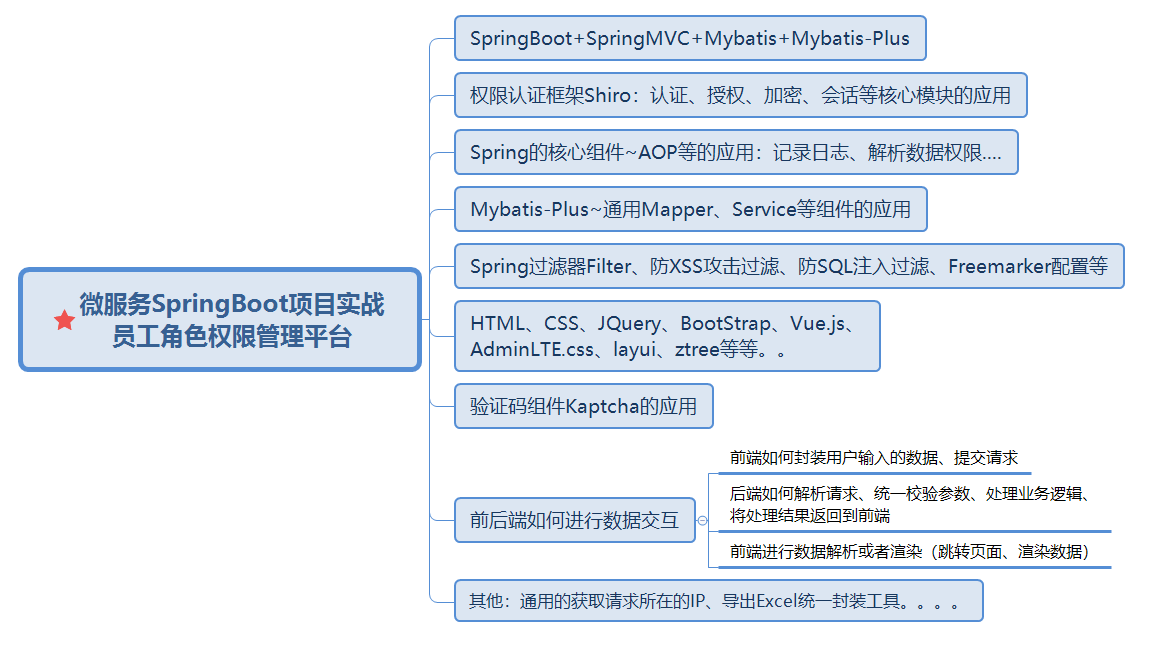 微服务SpringBoot项目实战
员工角色权限管理平台
SpringBoot+SpringMVC+Mybatis+Mybatis-Plus
权限认证框架Shiro：认证、授权、加密、会话等核心模块的应用
Spring的核心组件~AOP等的应用：记录日志、解析数据权限....
Mybatis-Plus~通用Mapper、Service等组件的应用
Spring过滤器Filter、防XSS攻击过滤、防SQL注入过滤、Freemarker配置等
HTML、CSS、JQuery、BootStrap、Vue.js、
AdminLTE.css、layui、ztree等等。。
验证码组件Kaptcha的应用
前后端如何进行数据交互
前端如何封装用户输入的数据、提交请求
后端如何解析请求、统一校验参数、处理业务逻辑、
将处理结果返回到前端
前端进行数据解析或者渲染（跳转页面、渲染数据）
其他：通用的获取请求所在的IP、导出Excel统一封装工具。。。。